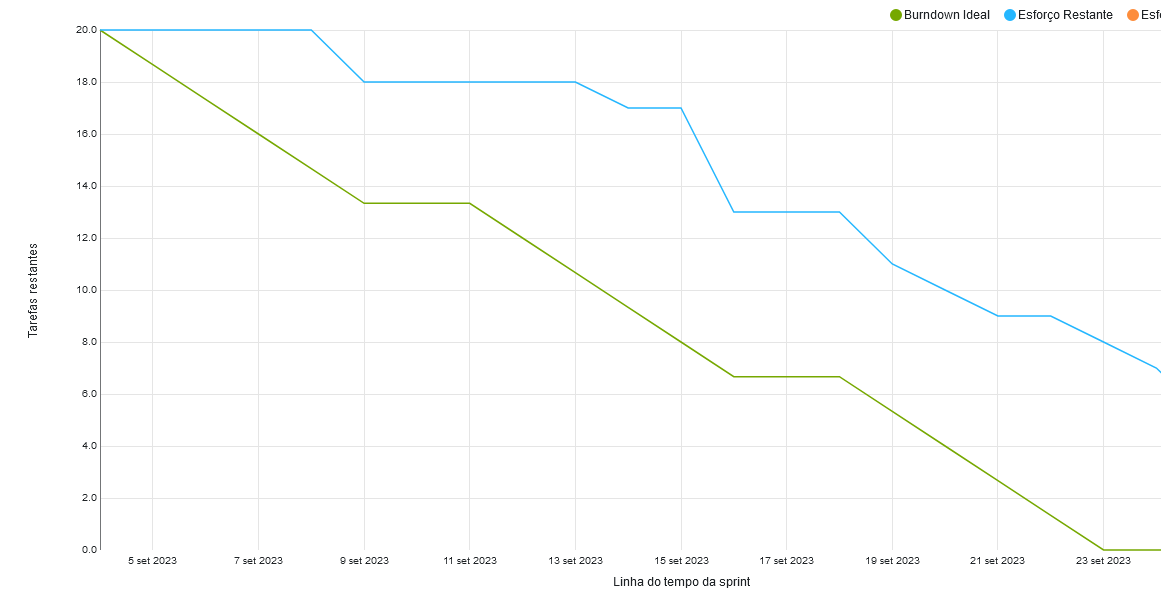 Burndown Ideal Esforço Restante Esf
20.0
18.0
16.0
14.0
12.0
10.0
8.0
6.0
4.0
2.0
0.0
Tarefas restantes
5 set 2023 7 set 2023 9 set 2023 11 set 2023 13 set 2023 15 set 2023 17 set 2023 19 set 2023 21 set 2023 23 set 2023
Linha do tempo da sprint